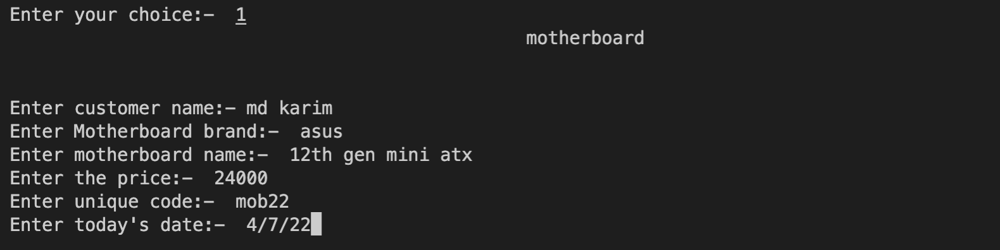 Enter your choice:-  1
motherboard
Enter customer name:- md karim
Enter Motherboard brand:-  asus
Enter motherboard name:-  12th gen mini atx
Enter the price:-  24000
Enter unique code:-  mob22
Enter today's date:-  4/7/22